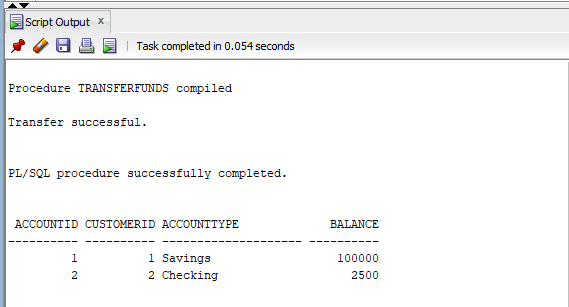 Script Output x
Task completed in 0.054 seconds
Procedure TRANSFERFUNDS compiled
Transfer successful.
PL/SQL procedure successfully completed.
ACCOUNTID CUSTOMERID ACCOUNTTYPE BALANCE
---------- ---------- -------------------- ----------
1 1 Savings 100000
2 2 Checking 2500